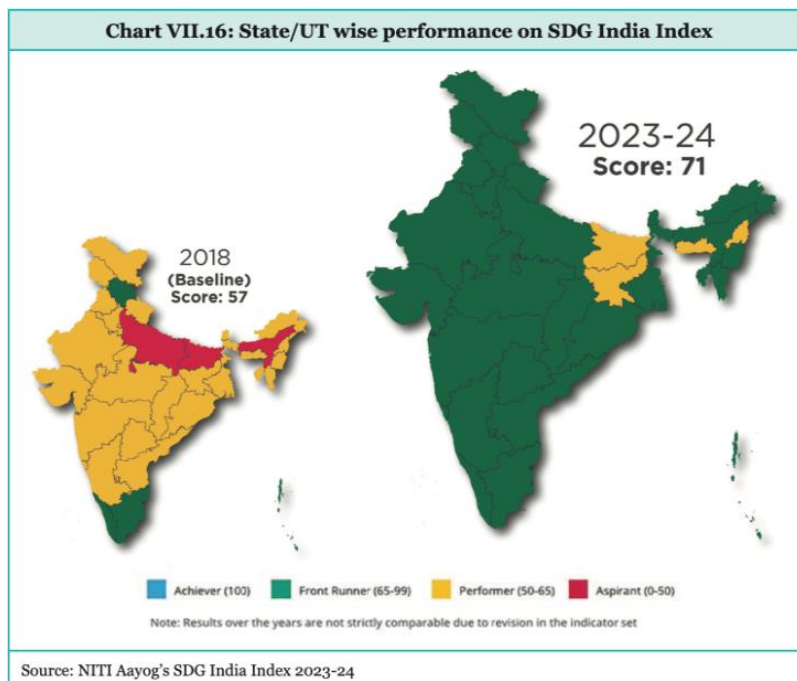 Chart VII.16: State/UT wise performance on SDG India Index
2023-24
Score: 71
2018
(Baseline)
Score: 57
Achiever (100)
Front Runner (65-99)
Performer (50-65)
Aspirant (0-50)
Note: Results over the years are not strictly comparable due to revision in the indicator set
Source: NITI Aayog's SDG India Index 2023-24